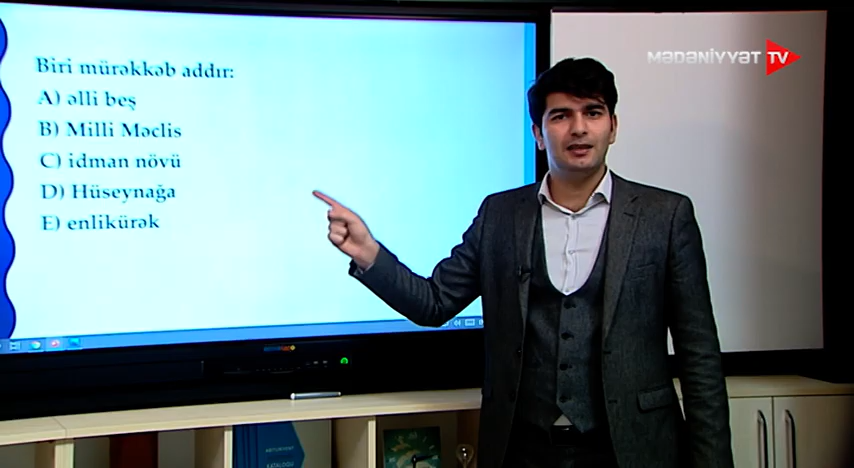 Biri mürəkkəb addır:
A) əlli beş
B) Milli Məclis
C) idman növü
D) Hüseynağa
E) enlikürək
MƏDƏNİYYƏT TV